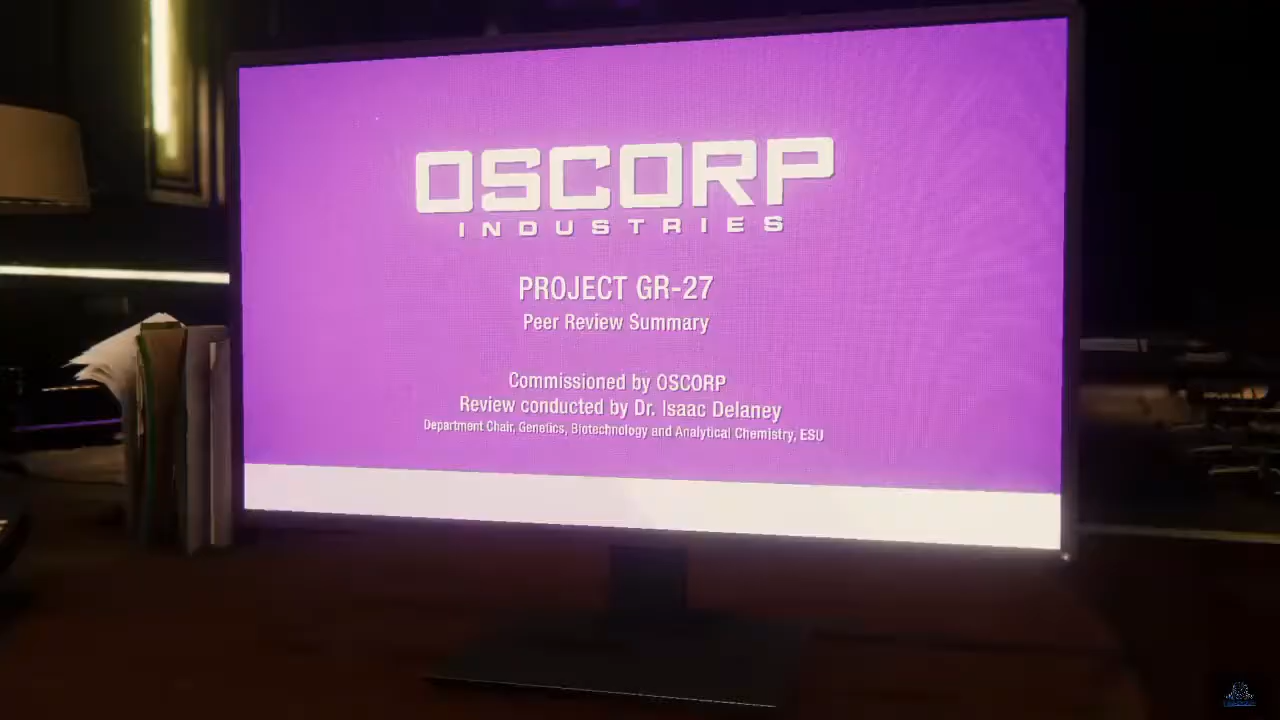 OSCORP
INDUSTRIES
PROJECT GR-27
Peer Review Summary
Commissioned by OSCORP
Review conducted by Dr. Isaac Delaney
Department Chair, Genetics, Biotechnology and Analytical Chemistry, ESU